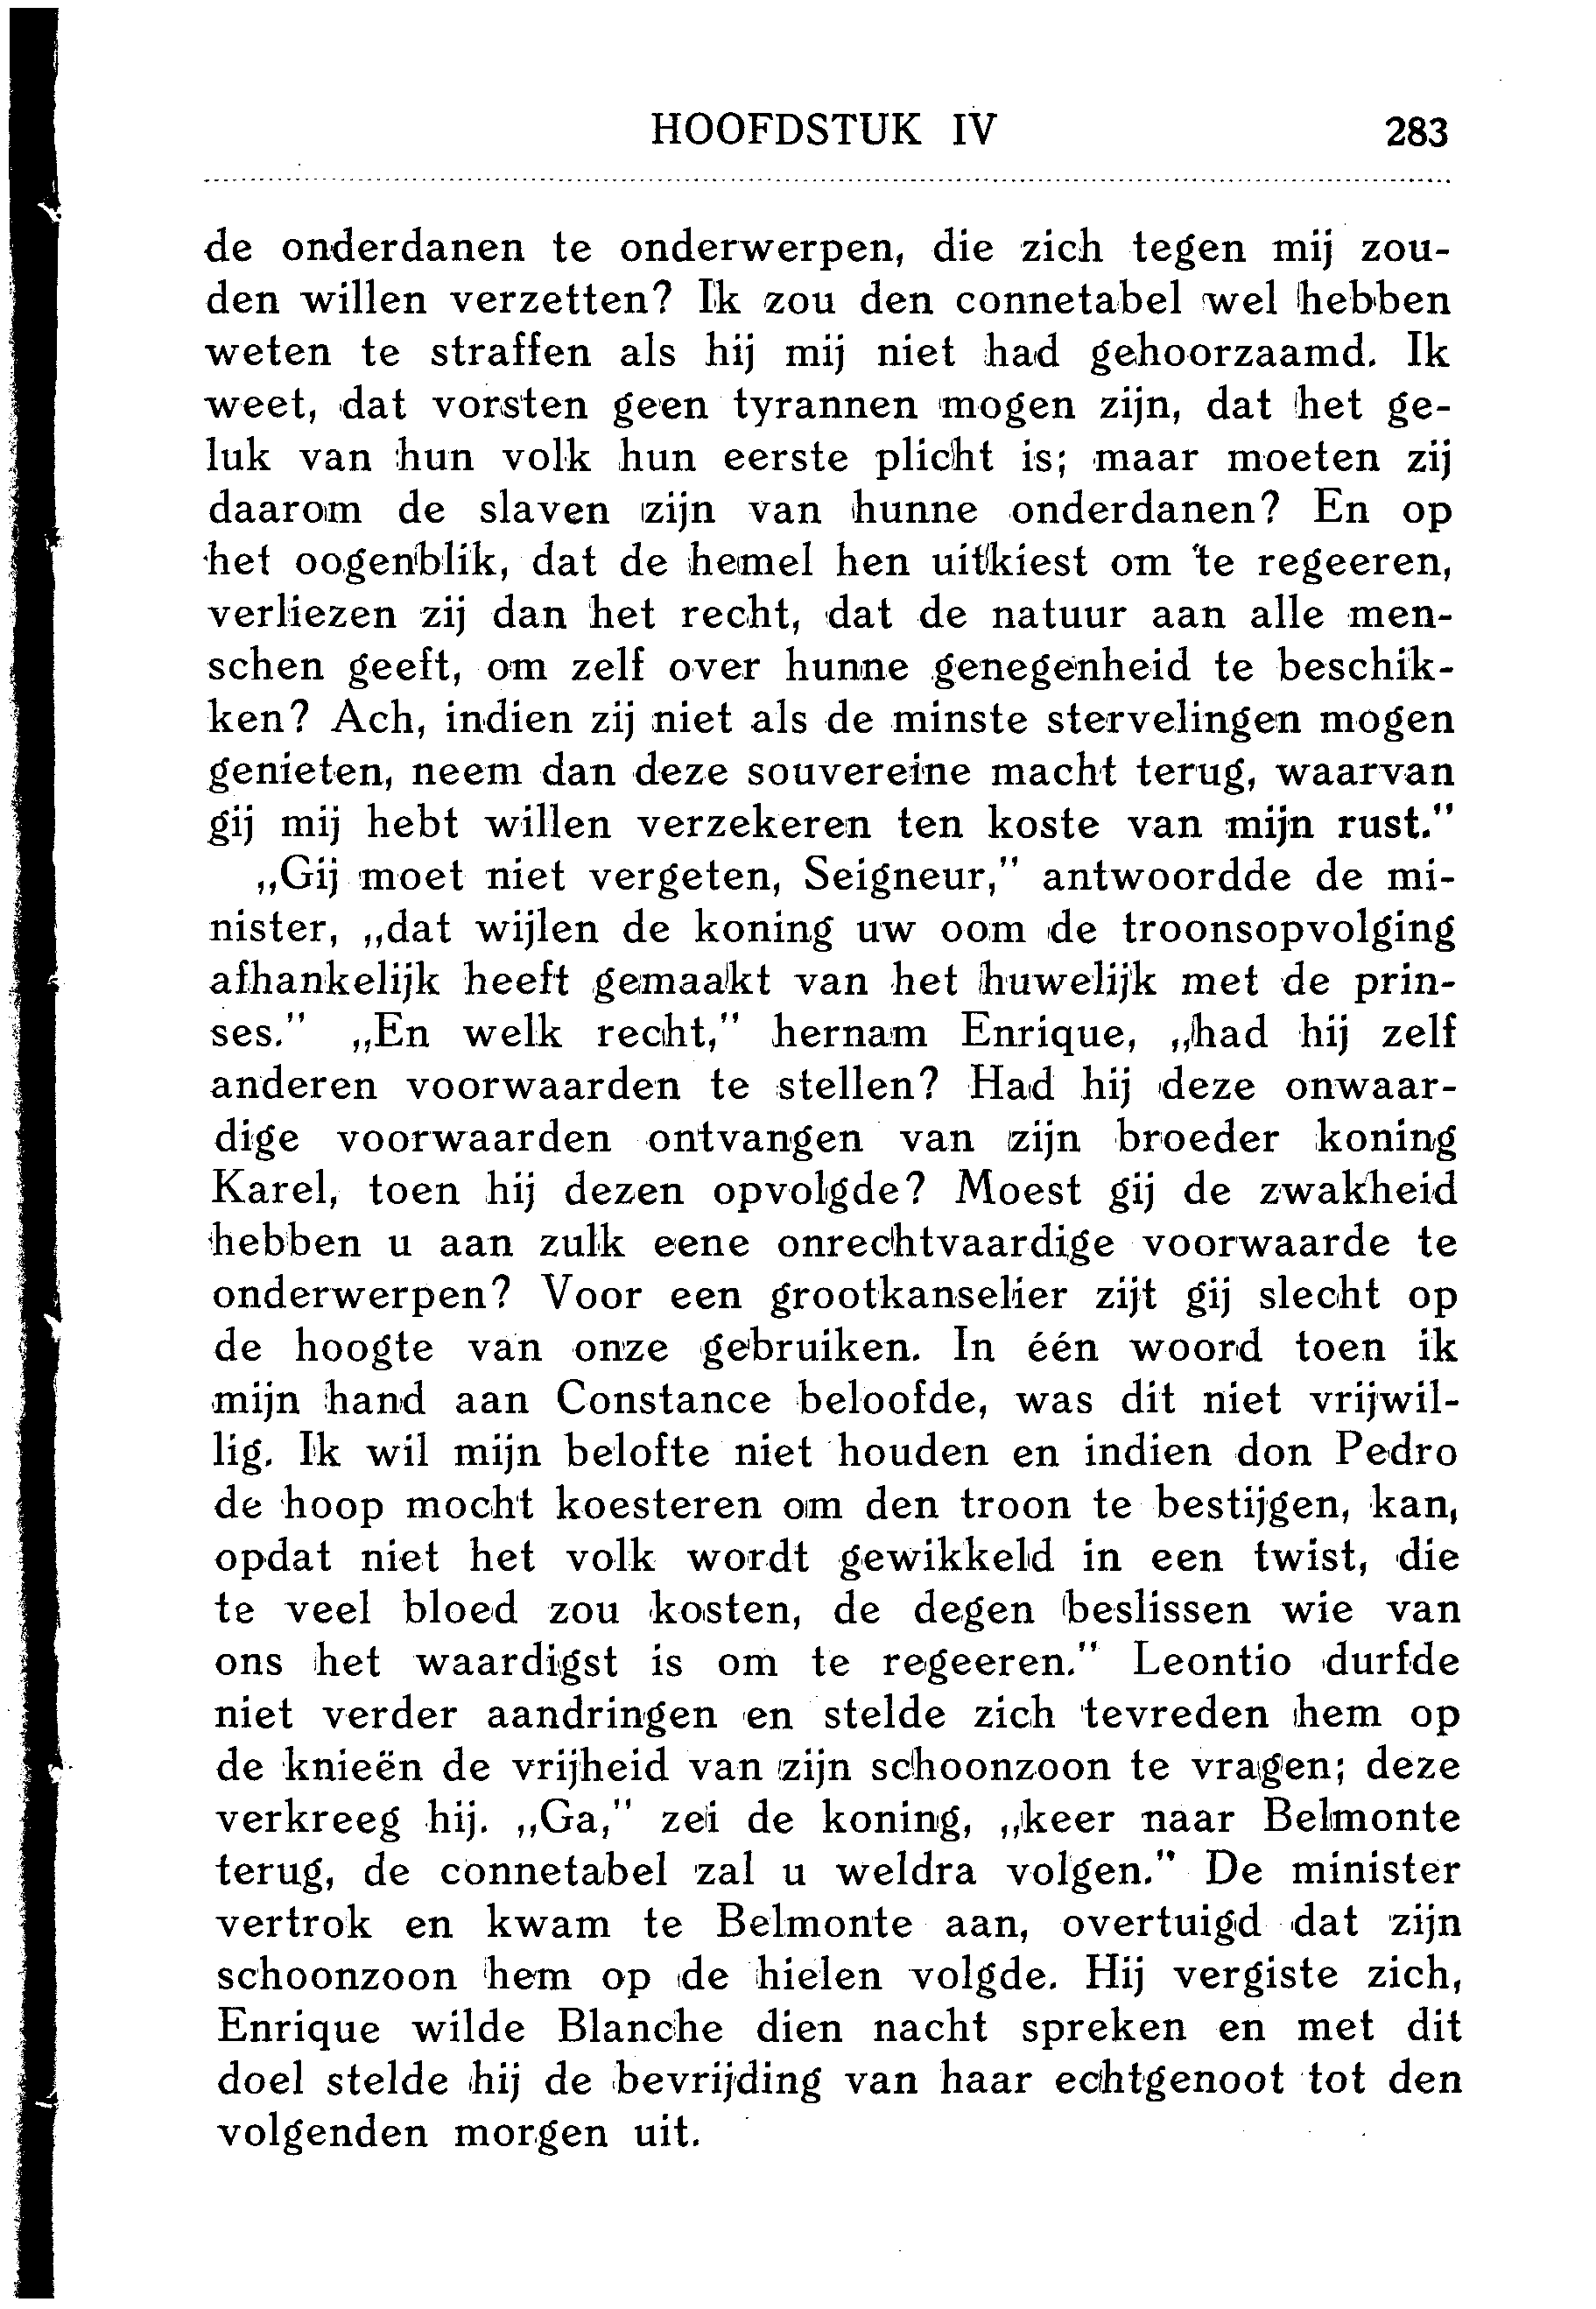 HOOFDSTUK IV 283
de onderdanen te onderwerpen, die zich tegen mij zou-
den willen verzetten? Ik zou den connetabel wel hebben
weten te straffen als hij mij niet had gehoorzaamd. Ik
weet, dat vorsten geen tyrannen mogen zijn, dat het ge-
luk van hun volk hun eerste plicht is; maar moeten zij
daarom de slaven zijn van hunne onderdanen? En op
het oogenblik, dat de hemel hen uitkiest om te regeeren,
verliezen zij dan het recht, dat de natuur aan alle men-
schen geeft, om zelf over hunne genegenheid te beschik-
ken? Ach, indien zij niet als de minste stervelingen mogen
genieten, neem dan deze souvereine macht terug, waarvan
gij mij hebt willen verzekeren ten koste van mijn rust."
„Gij moet niet vergeten, Seigneur," antwoordde de mi-
nister, „dat wijlen de koning uw oom de troonsopvolging
afhankelijk heeft gemaakt van het huwelijk met de prin-
ses." „En welk recht," hernam Enrique, „had hij zelf
anderen voorwaarden te stellen? Had hij deze onwaar-
dige voorwaarden ontvangen van zijn broeder koning
Karel, toen hij dezen opvolgde? Moest gij de zwakheid
hebben u aan zulk eene onrechtvaardige voorwaarde te
onderwerpen? Voor een grootkanselier zijt gij slecht op
de hoogte van onze gebruiken. In één woord toen ik
mijn hand aan Constance beloofde, was dit niet vrijwil-
lig. Ik wil mijn belofte niet houden en indien don Pedro
de hoop mocht koesteren om den troon te bestijgen, kan,
opdat niet het volk wordt gewikkeld in een twist, die
te veel bloed zou kosten, de degen beslissen wie van
ons het waardigst is om te regeeren." Leontio durfde
niet verder aandringen en stelde zich tevreden hem op
de knieën de vrijheid van zijn schoonzoon te vragen; deze
verkreeg hij. „Ga," zei de koning, „keer naar Belmonte
terug, de connetabel zal u weldra volgen." De minister
vertrok en kwam te Belmonte aan, overtuigd dat zijn
schoonzoon hem op de hielen volgde. Hij vergiste zich,
Enrique wilde Blanche dien nacht spreken en met dit
doel stelde hij de bevrijding van haar echtgenoot tot den
volgenden morgen uit.